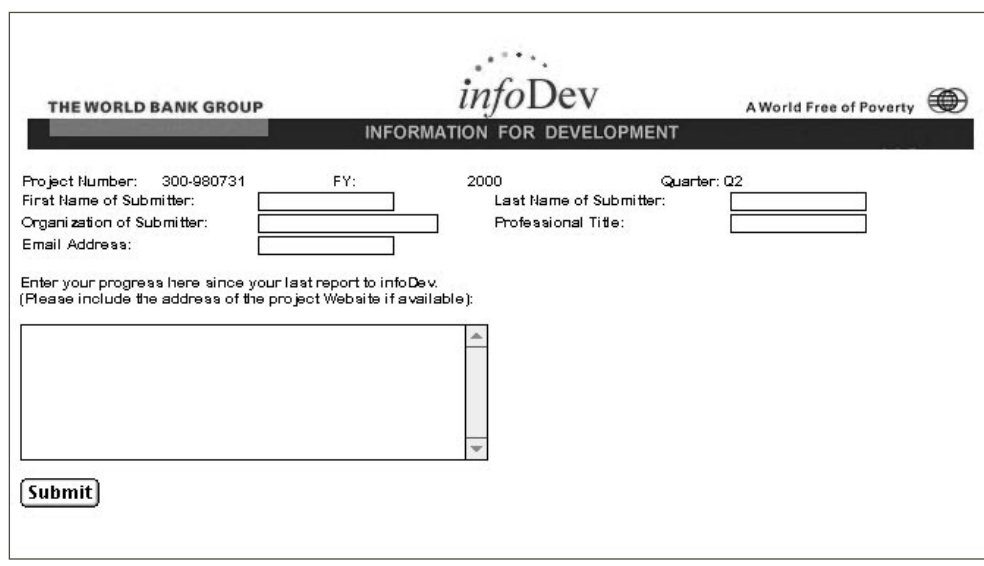 infoDev
THE WORLD BANK GROUP
A World Free of Poverty
INFORMATION FOR DEVELOPMENT
Project Number: 300-980731 FY: 2000 Quarter: Q2
First Name of Submitter: Last Name of Submitter:
Organization of Submitter: Professional Title:
Email Address:
Enter your progress here since your last report to infoDev.
(Please include the address of the project Website if available):
Submit